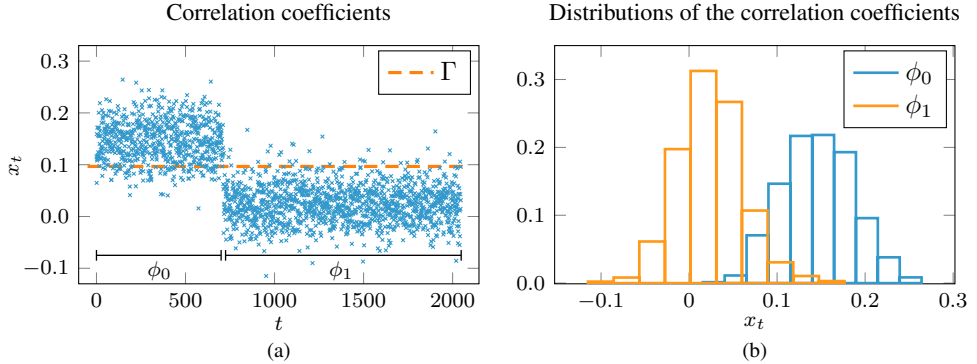 Correlation coefficients
Γ
x_t
0.3
0.2
0.1
0.0
−0.1
ϕ_0
ϕ_1
0
500
1000
1500
2000
t
(a)
Distributions of the correlation coefficients
ϕ_0
ϕ_1
0.3
0.2
0.1
0.0
−0.1
0
0.1
0.2
0.3
x_t
(b)